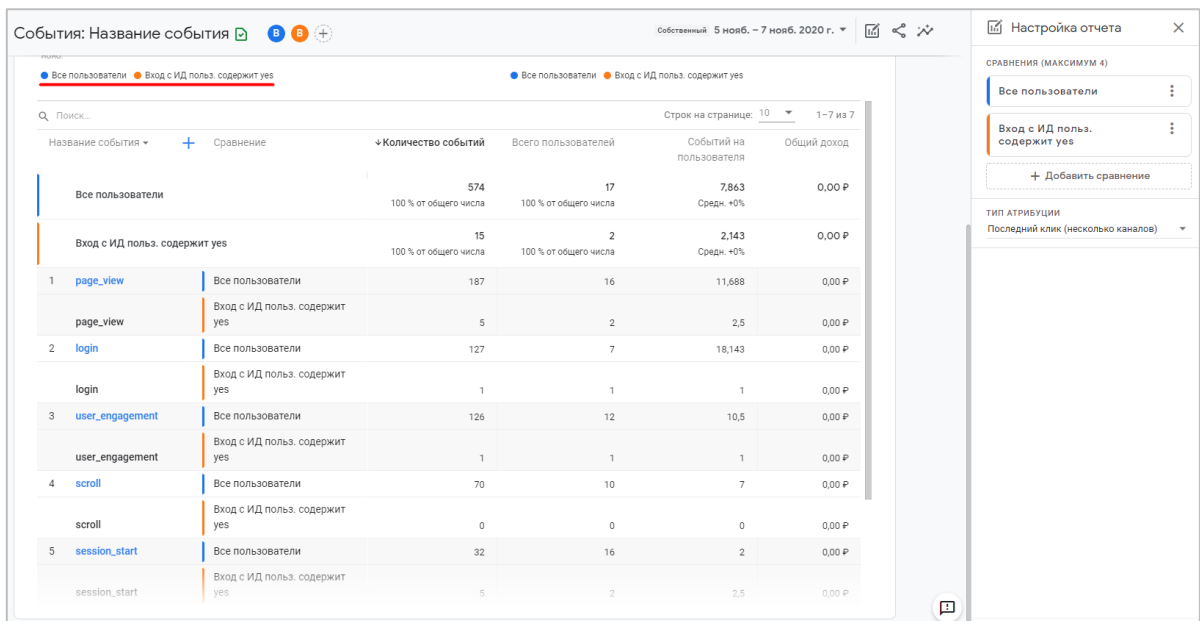 События: Название события В В
Собственный 5 нояб. – 7 нояб. 2020 г.
Все пользователи Вход с ИД польз. содержит yes
Все пользователи Вход с ИД польз. содержит yes
Поиск...
Строк на странице: 10 1–7 из 7
Название события + Сравнение ↓Количество событий Всего пользователей Событий на пользователя Общий доход
Все пользователи 574 17 7,863 0,00 ₽
100 % от общего числа 100 % от общего числа Средн. +0%
Вход с ИД польз. содержит yes 15 2 2,143 0,00 ₽
100 % от общего числа 100 % от общего числа Средн. +0%
1 page_view Все пользователи 187 16 11,688 0,00 ₽
page_view Вход с ИД польз. содержит yes 5 2 2,5 0,00 ₽
2 login Все пользователи 127 7 18,143 0,00 ₽
login Вход с ИД польз. содержит yes 1 1 1 0,00 ₽
3 user_engagement Все пользователи 126 12 10,5 0,00 ₽
user_engagement Вход с ИД польз. содержит yes 1 1 1 0,00 ₽
4 scroll Все пользователи 70 10 7 0,00 ₽
scroll Вход с ИД польз. содержит yes 0 0 0 0,00 ₽
5 session_start Все пользователи 32 16 2 0,00 ₽
session_start Вход с ИД польз. содержит yes 5 2 2,5 0,00 ₽
Настройка отчета
СРАВНЕНИЯ (МАКСИМУМ 4)
Все пользователи
Вход с ИД польз.
содержит yes
+ Добавить сравнение
ТИП АТРИБУЦИИ
Последний клик (несколько каналов)